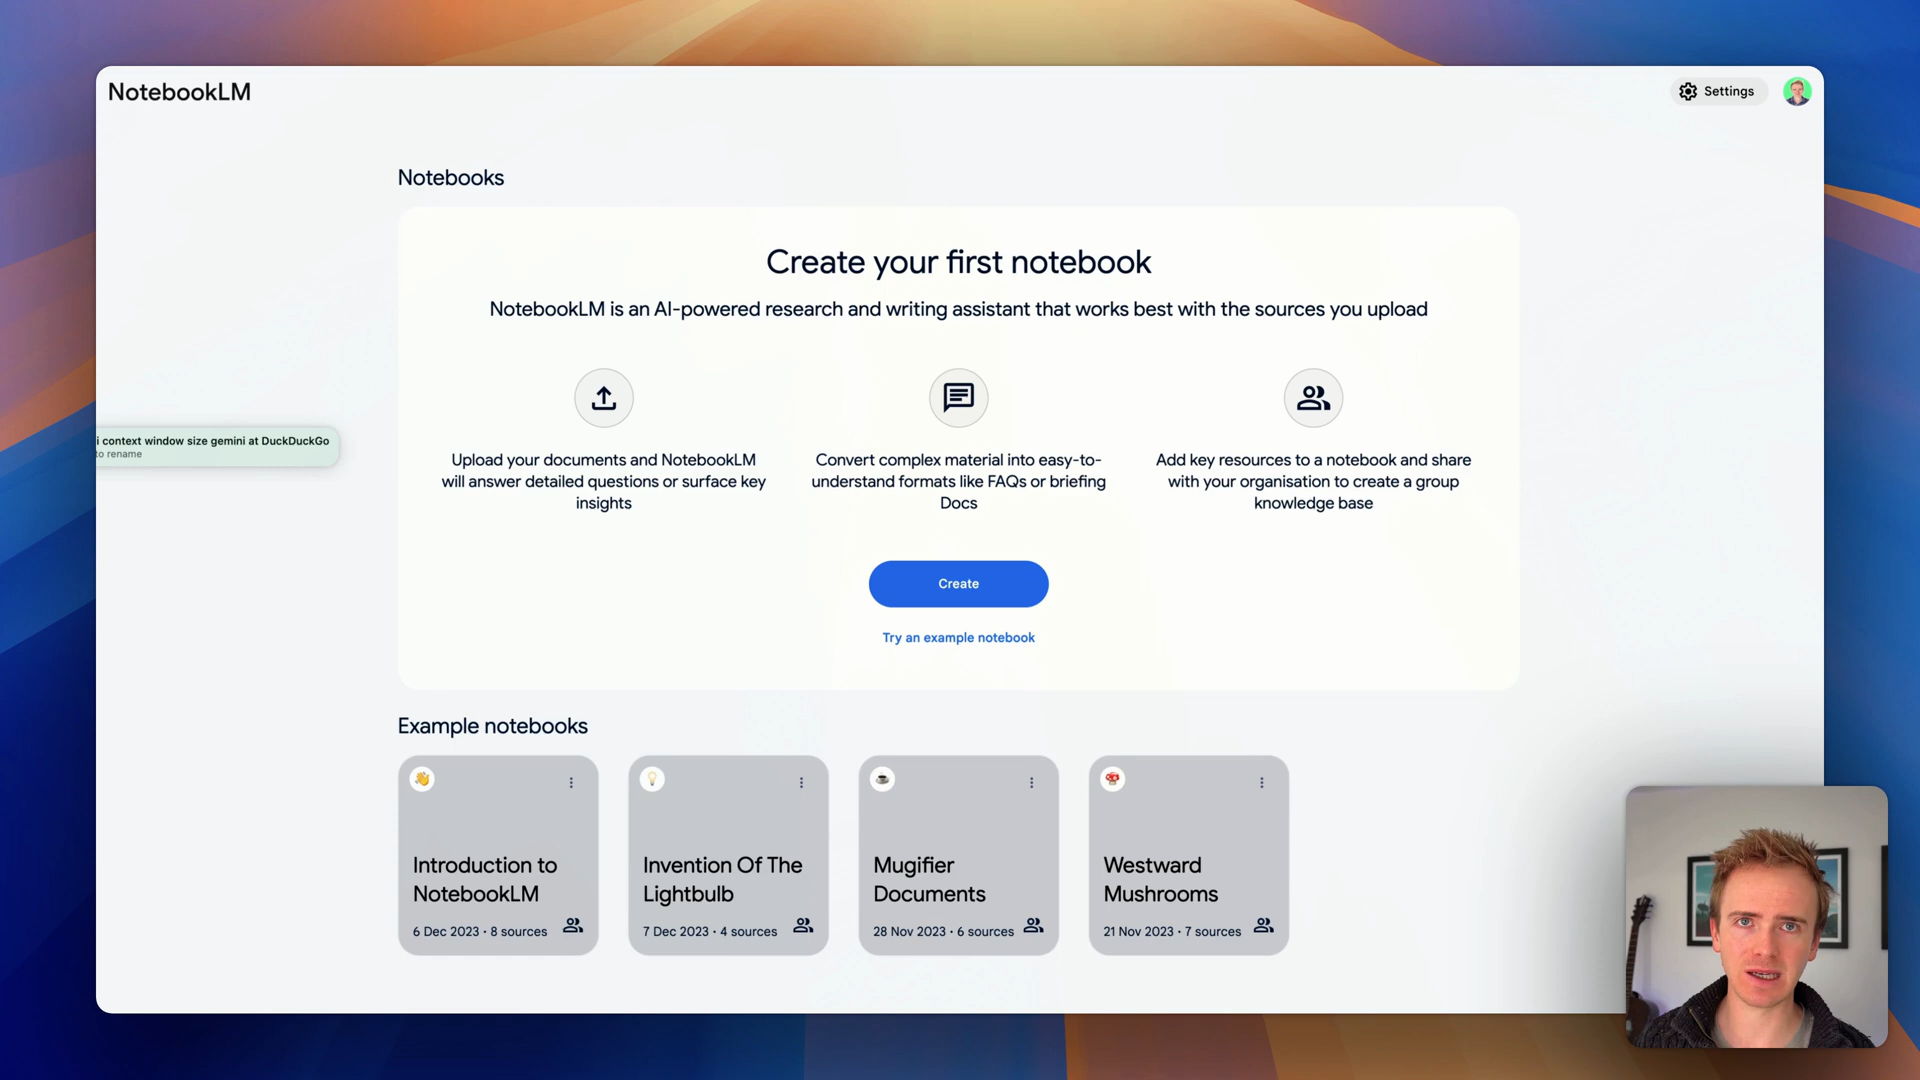 NotebookLM
Settings
Notebooks
Create your first notebook
NotebookLM is an AI-powered research and writing assistant that works best with the sources you upload
i context window size gemini at DuckDuckGo
to rename
Upload your documents and NotebookLM
will answer detailed questions or surface key
insights
Convert complex material into easy-to-
understand formats like FAQs or briefing
Docs
Add key resources to a notebook and share
with your organisation to create a group
knowledge base
Create
Try an example notebook
Example notebooks
Introduction to
NotebookLM
6 Dec 2023 • 8 sources
Invention Of The
Lightbulb
7 Dec 2023 • 4 sources
Mugifier
Documents
28 Nov 2023 • 6 sources
Westward
Mushrooms
21 Nov 2023 • 7 sources